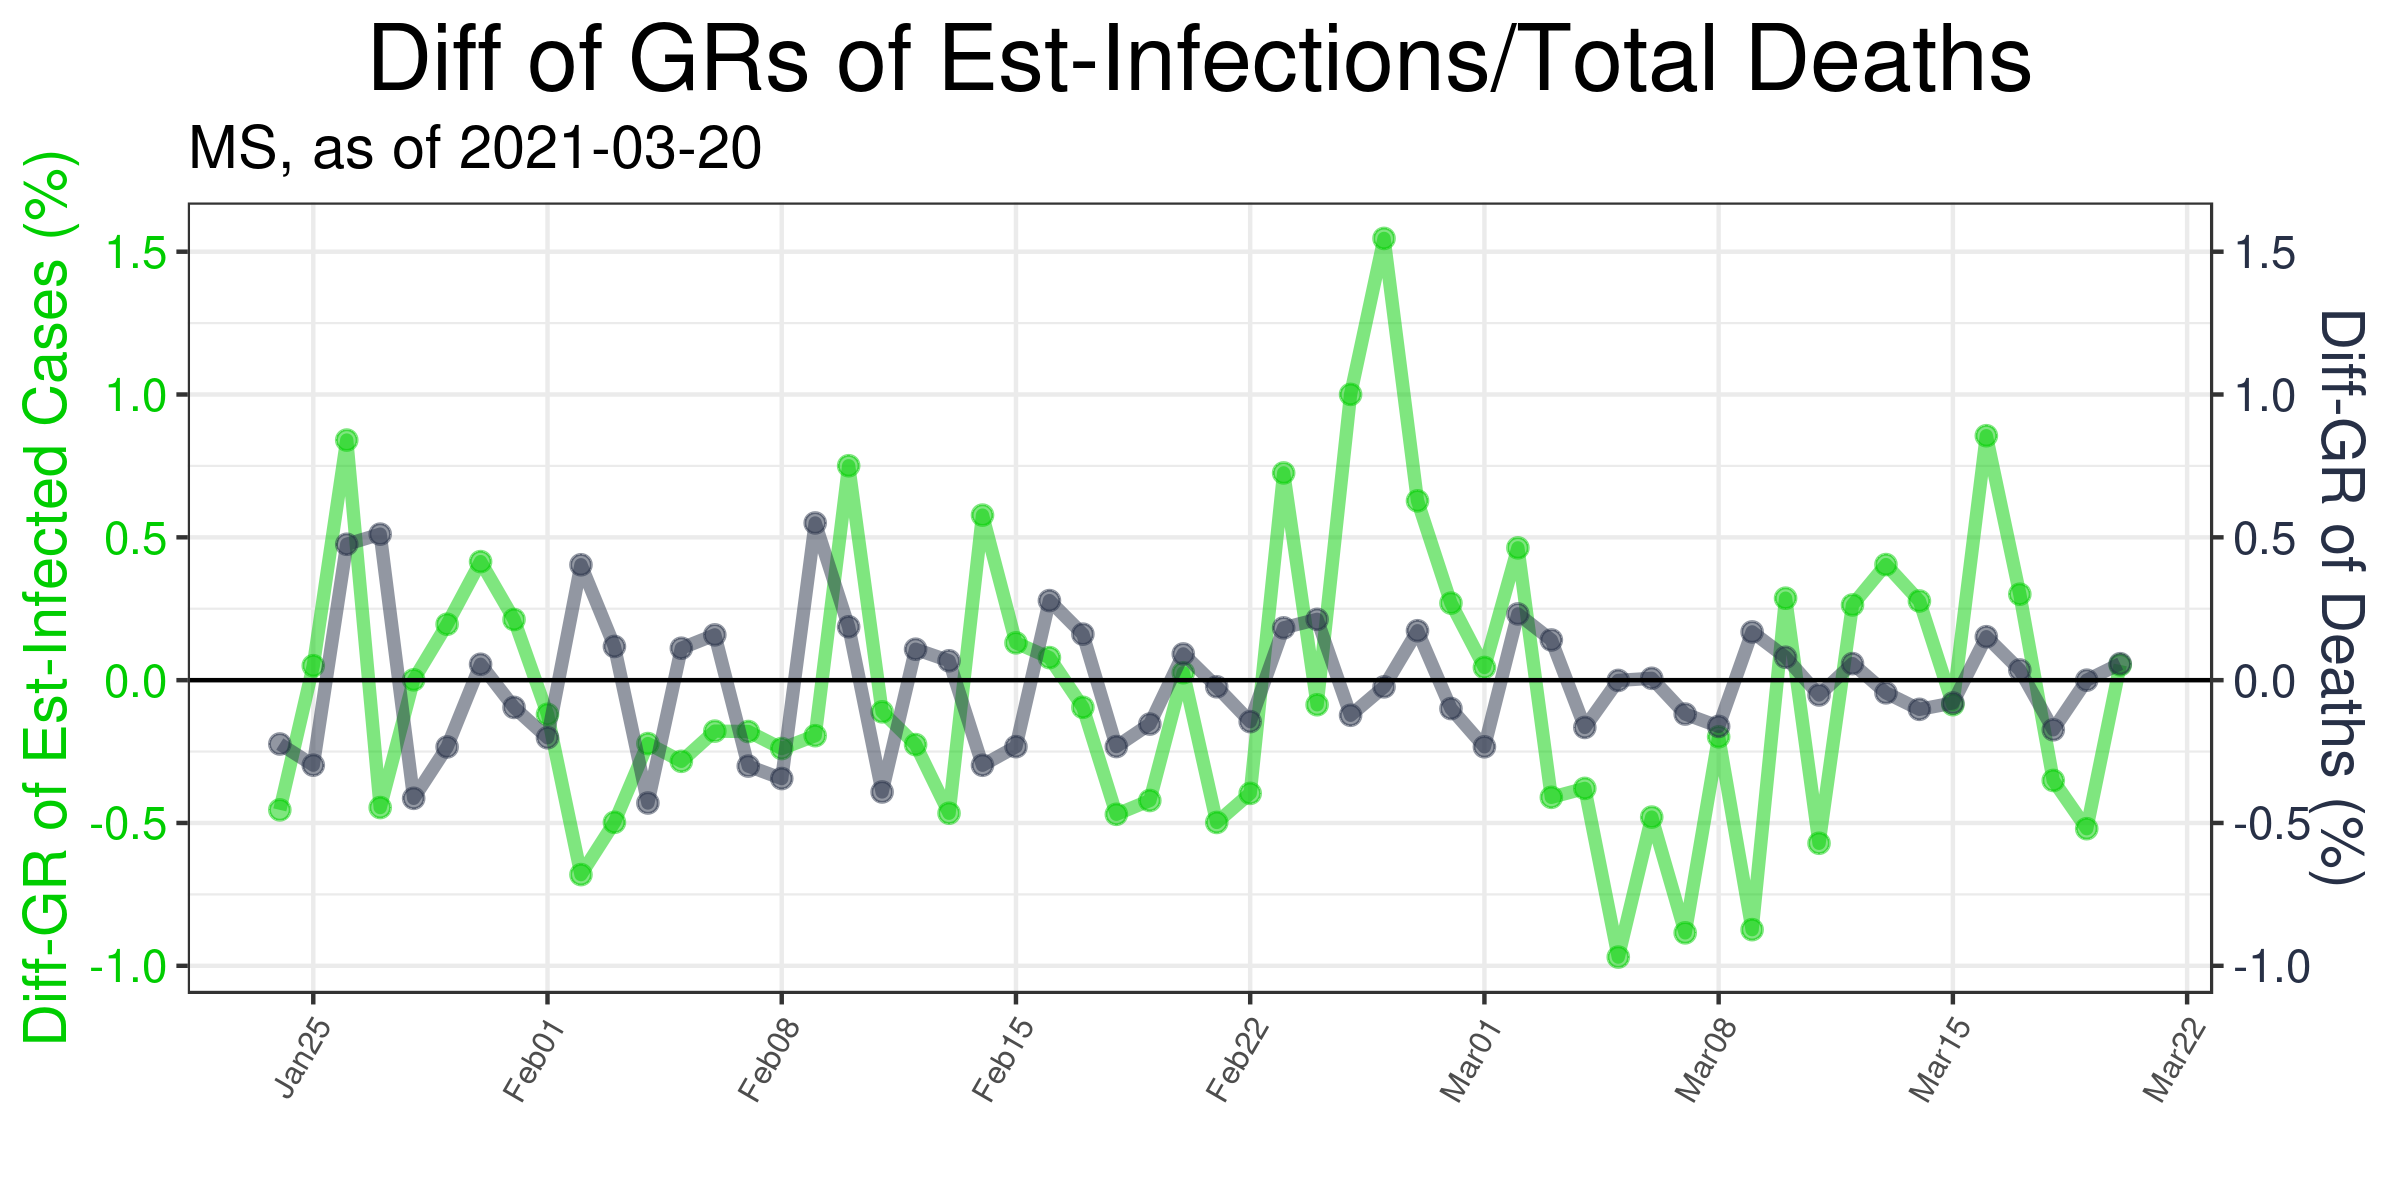 Diff of GRs of Est-Infections/Total Deaths
MS, as of 2021-03-20
Diff-GR of Est-Infected Cases (%)
1.5
1.0
0.5
0.0
-0.5
-1.0
1.5
1.0
0.5
0.0
-0.5
-1.0
Diff-GR of Deaths (%)
Jan25
Feb01
Feb08
Feb15
Feb22
Mar01
Mar08
Mar15
Mar22